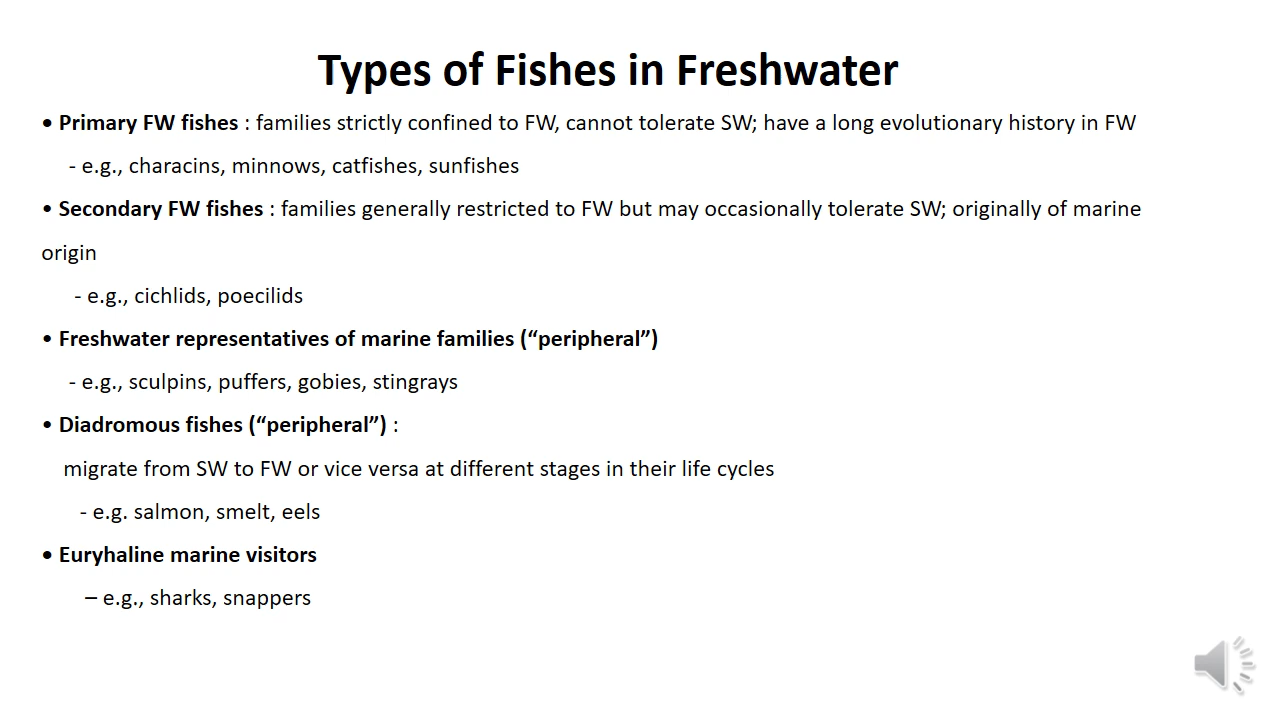 Types of Fishes in Freshwater
• Primary FW fishes : families strictly confined to FW, cannot tolerate SW; have a long evolutionary history in FW
- e.g., characins, minnows, catfishes, sunfishes
• Secondary FW fishes : families generally restricted to FW but may occasionally tolerate SW; originally of marine
origin
- e.g., cichlids, poecilids
• Freshwater representatives of marine families (“peripheral”)
- e.g., sculpins, puffers, gobies, stingrays
• Diadromous fishes (“peripheral”) :
migrate from SW to FW or vice versa at different stages in their life cycles
- e.g. salmon, smelt, eels
• Euryhaline marine visitors
– e.g., sharks, snappers